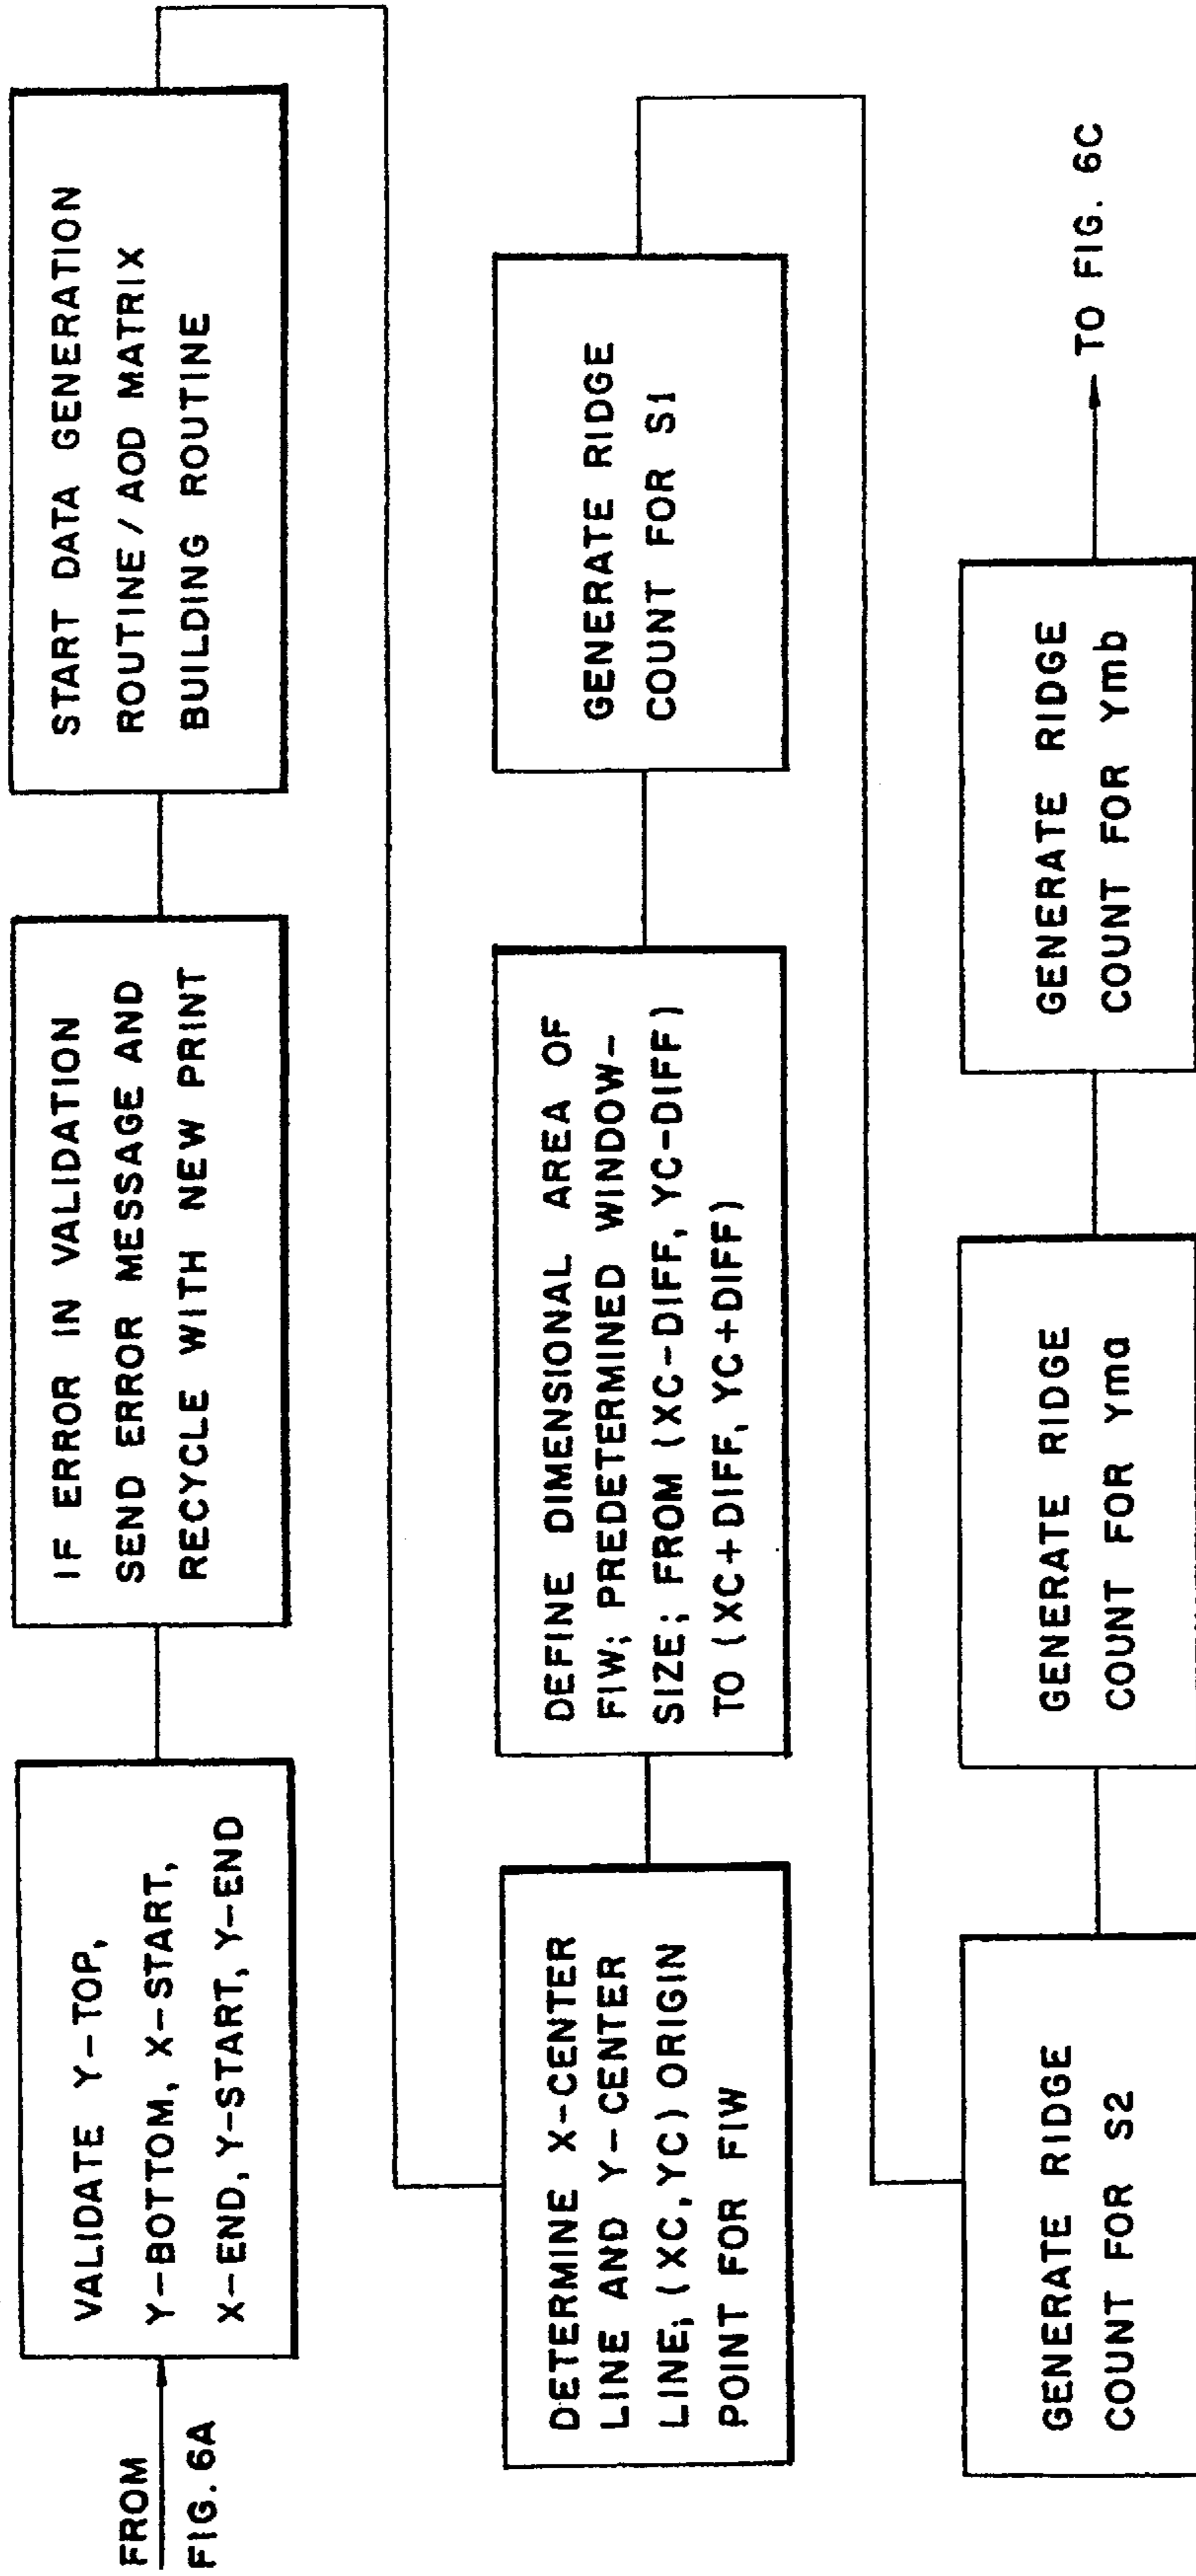 FROM
FIG. 6A
VALIDATE Y-TOP,
Y-BOTTOM, X-START,
X-END, Y-START, Y-END
IF ERROR IN VALIDATION
SEND ERROR MESSAGE AND
RECYCLE WITH NEW PRINT
START DATA GENERATION
ROUTINE / AOD MATRIX
BUILDING ROUTINE
DETERMINE X-CENTER
LINE AND Y-CENTER
LINE; (XC, YC) ORIGIN
POINT FOR FIW
DEFINE DIMENSIONAL AREA OF
FIW; PREDETERMINED WINDOW-
SIZE; FROM (XC-DIFF, YC-DIFF)
TO (XC+DIFF, YC+DIFF)
GENERATE RIDGE
COUNT FOR S1
GENERATE RIDGE
COUNT FOR S2
GENERATE RIDGE
COUNT FOR Yma
GENERATE RIDGE
COUNT FOR Ymb
TO FIG. 6C